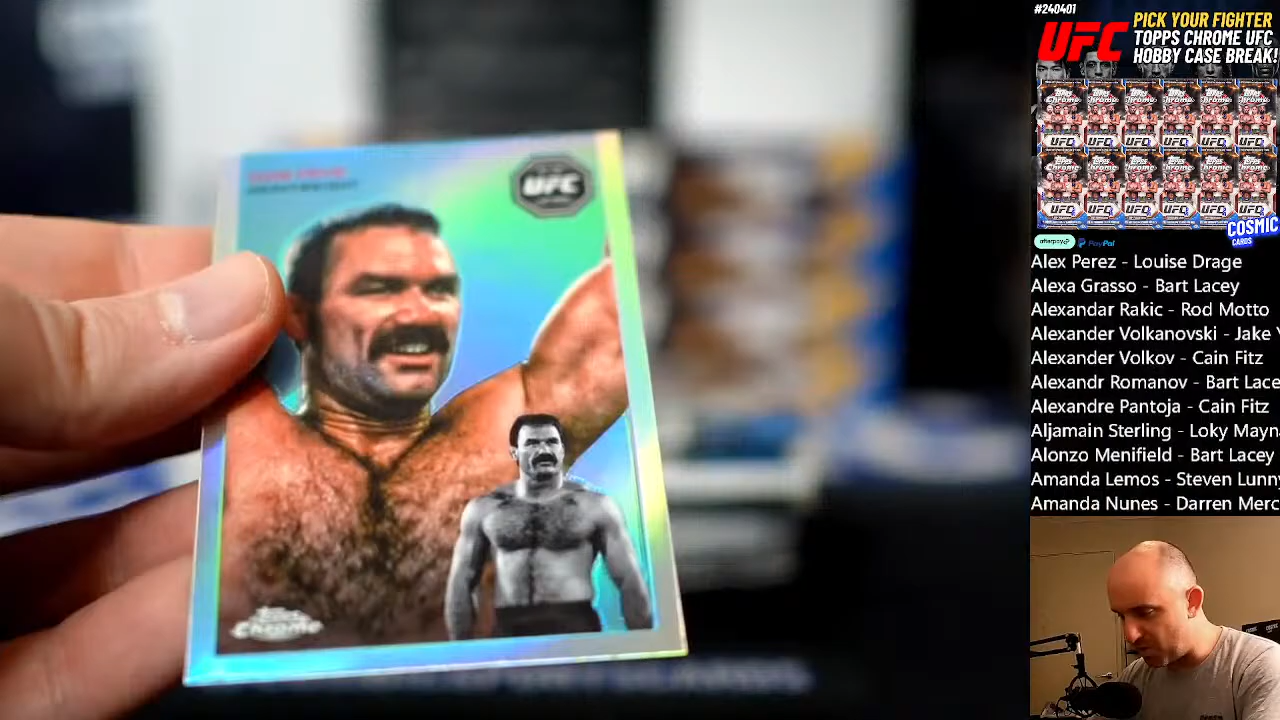 #240401
UFC
PICK YOUR FIGHTER
TOPPS CHROME UFC
HOBBY CASE BREAK!
COSMIC
CARDS
afterpay
PayPal
Alex Perez - Louise Drage
Alexa Grasso - Bart Lacey
Alexandar Rakic - Rod Motto
Alexander Volkanovski - Jake
Alexander Volkov - Cain Fitz
Alexandr Romanov - Bart Lace
Alexandre Pantoja - Cain Fitz
Aljamain Sterling - Loky Mayn
Alonzo Menifield - Bart Lacey
Amanda Lemos - Steven Lunn
Amanda Nunes - Darren Merc
UFC
Topps
Chrome